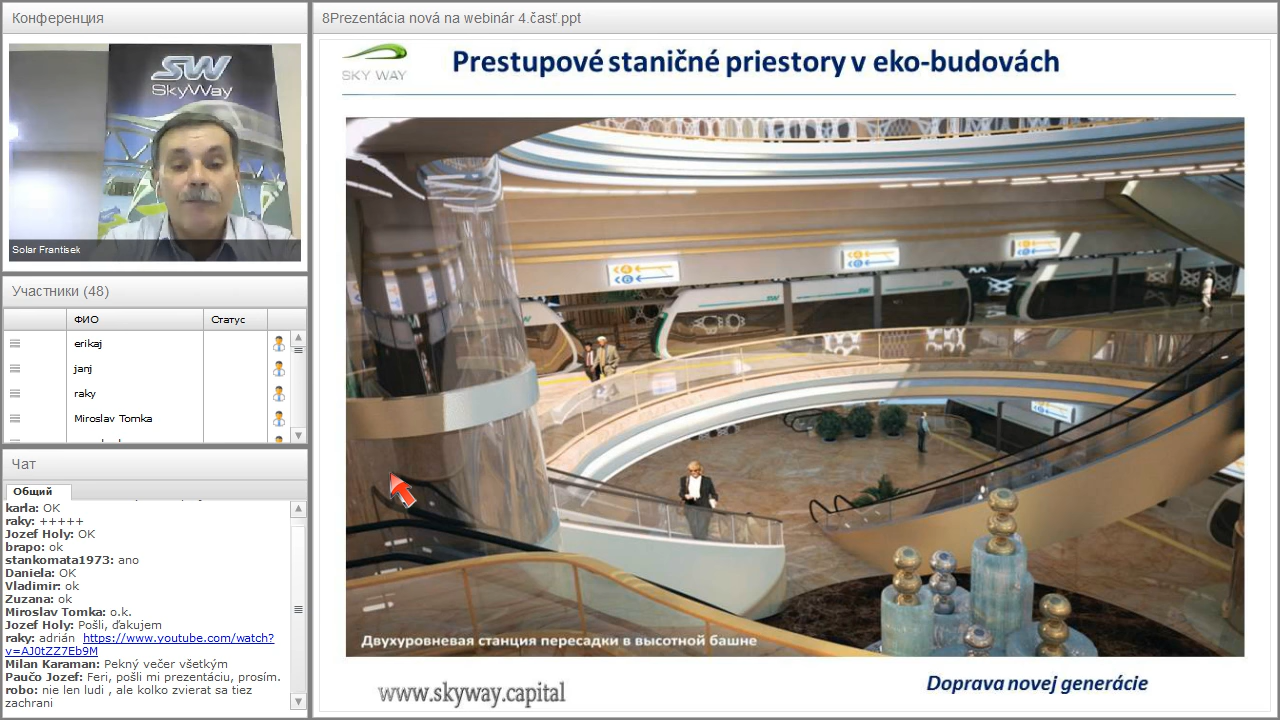 Конференция
SW
SkyWay
Solar Frantisek
Участники (48)
ФИО
Статус
erikaj
janj
raky
Miroslav Tomka
Чат
Общий
karla: OK
raky: +++++
Jozef Holy: OK
brapo: ok
stankomata1973: ano
Daniela: OK
Vladimir: ok
Zuzana: ok
Miroslav Tomka: o.k.
Jozef Holy: Pošli, ďakujem
raky: adrián https://www.youtube.com/watch?
v=AJ0tZZ7Eb9M
Milan Karaman: Pekný večer všetkým
Paučo Jozef: Feri, pošli mi prezentáciu, prosím.
robo: nie len ludi , ale kolko zvierat sa tiez
zachrani
8Prezentácia nová na webinár 4.časť.ppt
SKY WAY
Prestupové staničné priestory v eko-budovách
Двухуровневая станция пересадки в высотной башне
www.skyway.capital
Doprava novej generácie